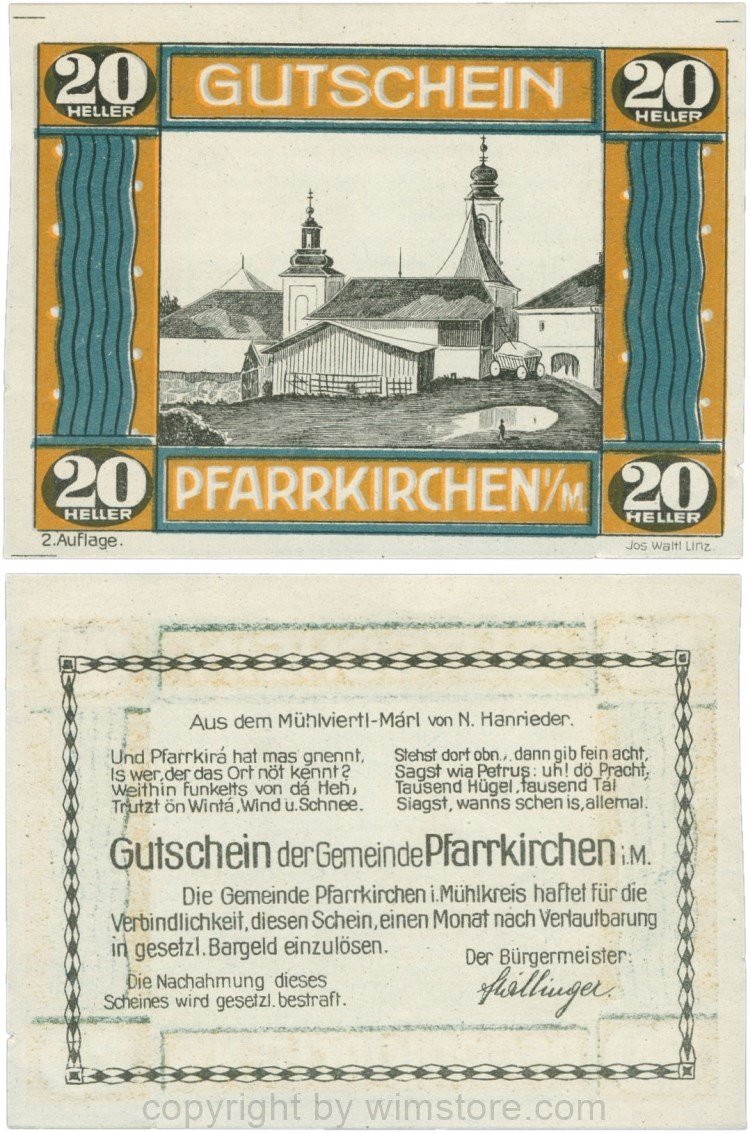 20 HELLER
GUTSCHEIN
20 HELLER
20 HELLER
PFARRKIRCHEN i/M.
20 HELLER
2. Auflage.
Jos Waltl Linz.
Aus dem Mühlviertl-Márl von N. Hanrieder.
Und Pfarrkirá hat mas gnennt,
Is wer, der das Ort nöt kennt?
Weithin funkelts von dá Heh,
Trutzt ön Wintá, Wind u. Schnee.
Stehst dort obn., dann gib fein acht,
Sagst wia Petrus: uh! dö Pracht,
Tausend Hügel, tausend Tal
Siagst, wanns schen is, allemal.
Gutschein der Gemeinde Pfarrkirchen i.M.
Die Gemeinde Pfarrkirchen i. Mühlkreis haftet für die
Verbindlichkeit, diesen Schein, einen Monat nach Verlautbarung
in gesetzl. Bargeld einzulösen.
Der Bürgermeister:
Die Nachahmung dieses
Scheines wird gesetzl. bestraft.
copyright by wimstore.com